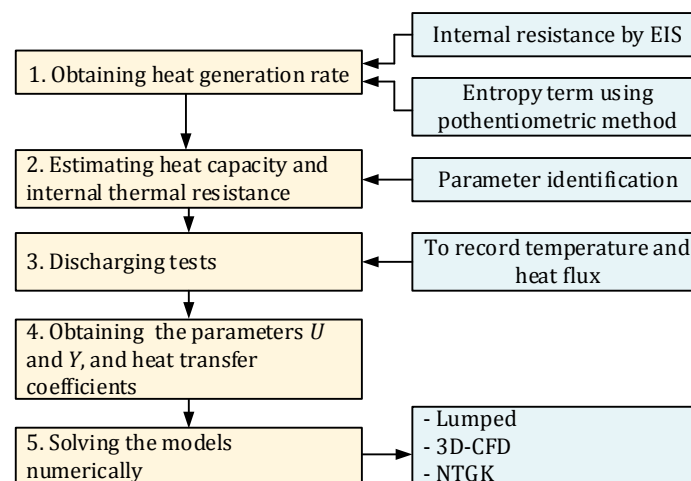 Internal resistance by EIS
1. Obtaining heat generation rate
Entropy term using
pothentiometric method
2. Estimating heat capacity and
internal thermal resistance
Parameter identification
3. Discharging tests
To record temperature and
heat flux
4. Obtaining the parameters U
and Y, and heat transfer
coefficients
5. Solving the models
numerically
- Lumped
- 3D-CFD
- NTGK